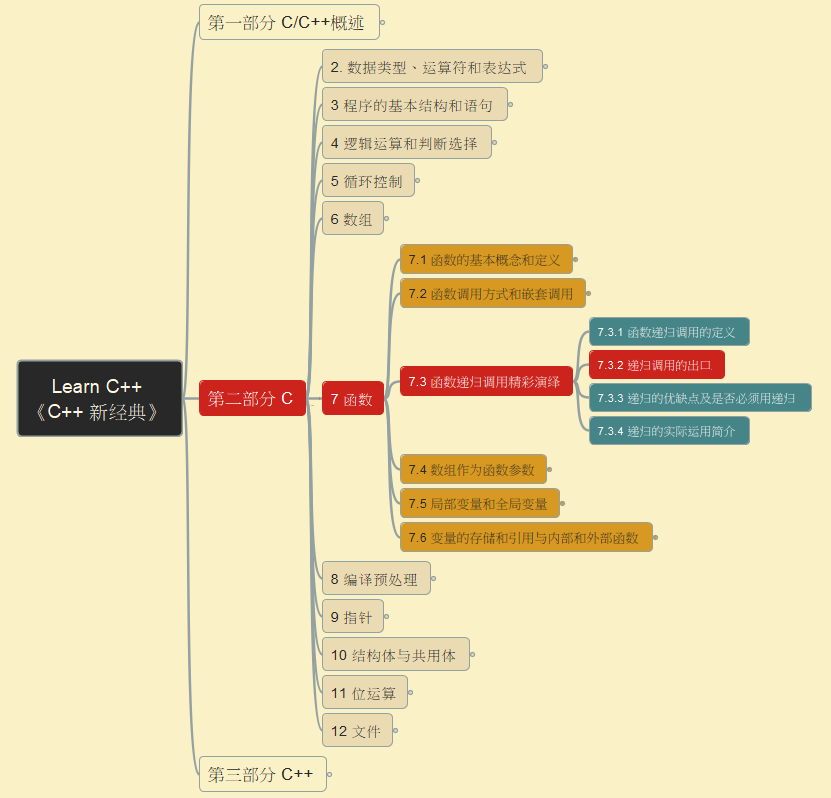 Learn C++
《C++ 新经典》
第一部分 C/C++概述
第二部分 C
2. 数据类型、运算符和表达式
3 程序的基本结构和语句
4 逻辑运算和判断选择
5 循环控制
6 数组
7 函数
7.1 函数的基本概念和定义
7.2 函数调用方式和嵌套调用
7.3 函数递归调用精彩演绎
7.3.1 函数递归调用的定义
7.3.2 递归调用的出口
7.3.3 递归的优缺点及是否必须用递归
7.3.4 递归的实际运用简介
7.4 数组作为函数参数
7.5 局部变量和全局变量
7.6 变量的存储和引用与内部和外部函数
8 编译预处理
9 指针
10 结构体与共用体
11 位运算
12 文件
第三部分 C++